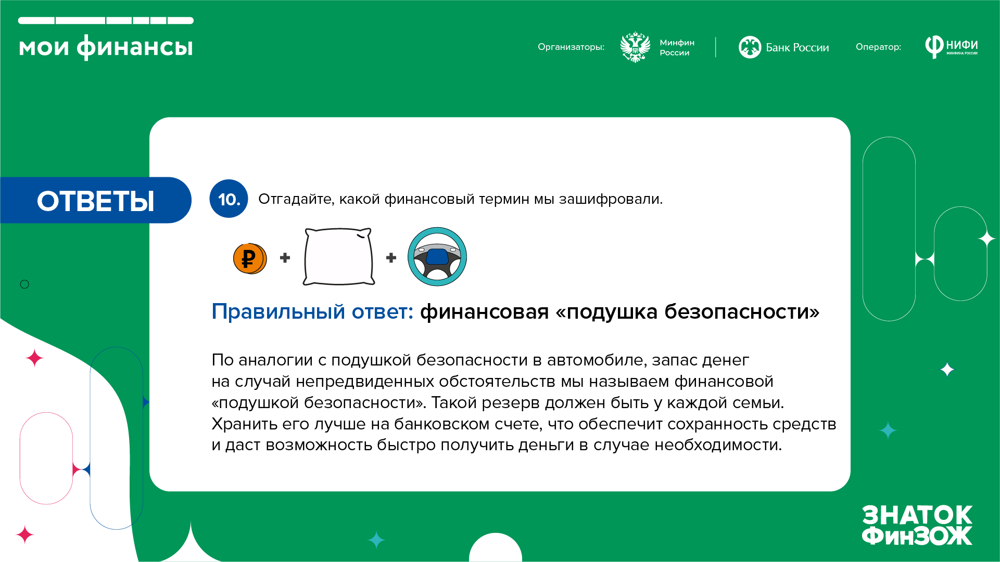 мои финансы
Организаторы:
Минфин
России
Банк России
Оператор:
НИФИ
МИНФИНА РОССИИ
ОТВЕТЫ
10. Отгадайте, какой финансовый термин мы зашифровали.
₽ + +
Правильный ответ: финансовая «подушка безопасности»
По аналогии с подушкой безопасности в автомобиле, запас денег
на случай непредвиденных обстоятельств мы называем финансовой
«подушкой безопасности». Такой резерв должен быть у каждой семьи.
Хранить его лучше на банковском счете, что обеспечит сохранность средств
и даст возможность быстро получить деньги в случае необходимости.
ЗНАТОК
ФинЗОЖ